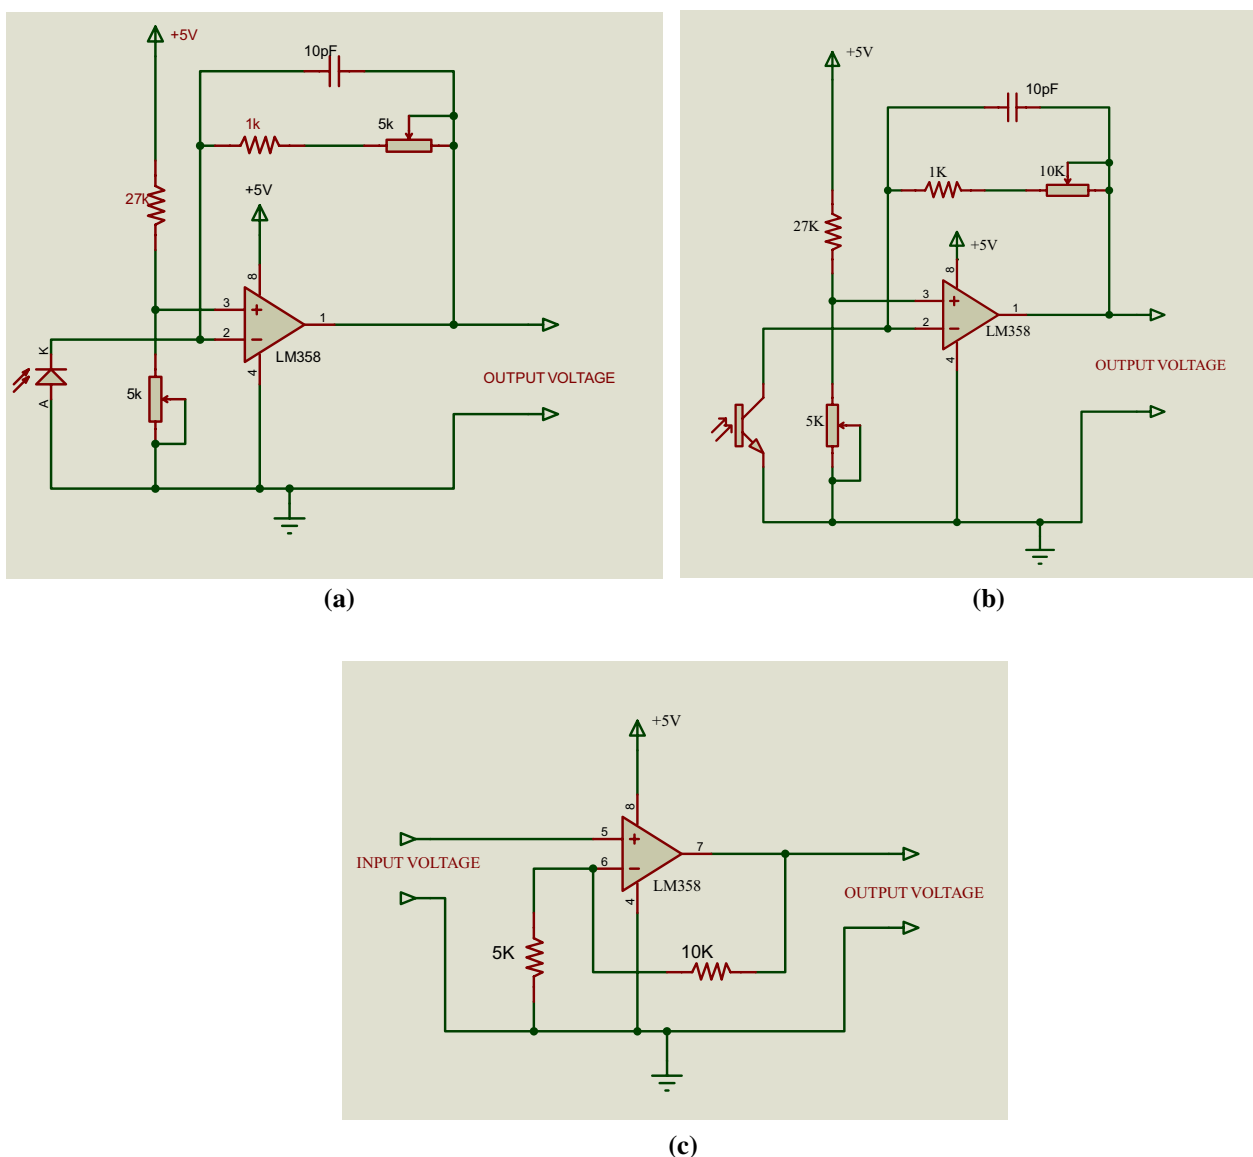 +5V
10pF
1k
5k
27k
+5V
8
3
+
1
2
−
LM358
4
K
A
5k
OUTPUT VOLTAGE
(a)
+5V
10pF
1K
10K
27K
+5V
8
3
+
1
2
−
LM358
4
5K
OUTPUT VOLTAGE
(b)
+5V
8
5
+
7
INPUT VOLTAGE
6
−
LM358
4
OUTPUT VOLTAGE
5K
10K
(c)